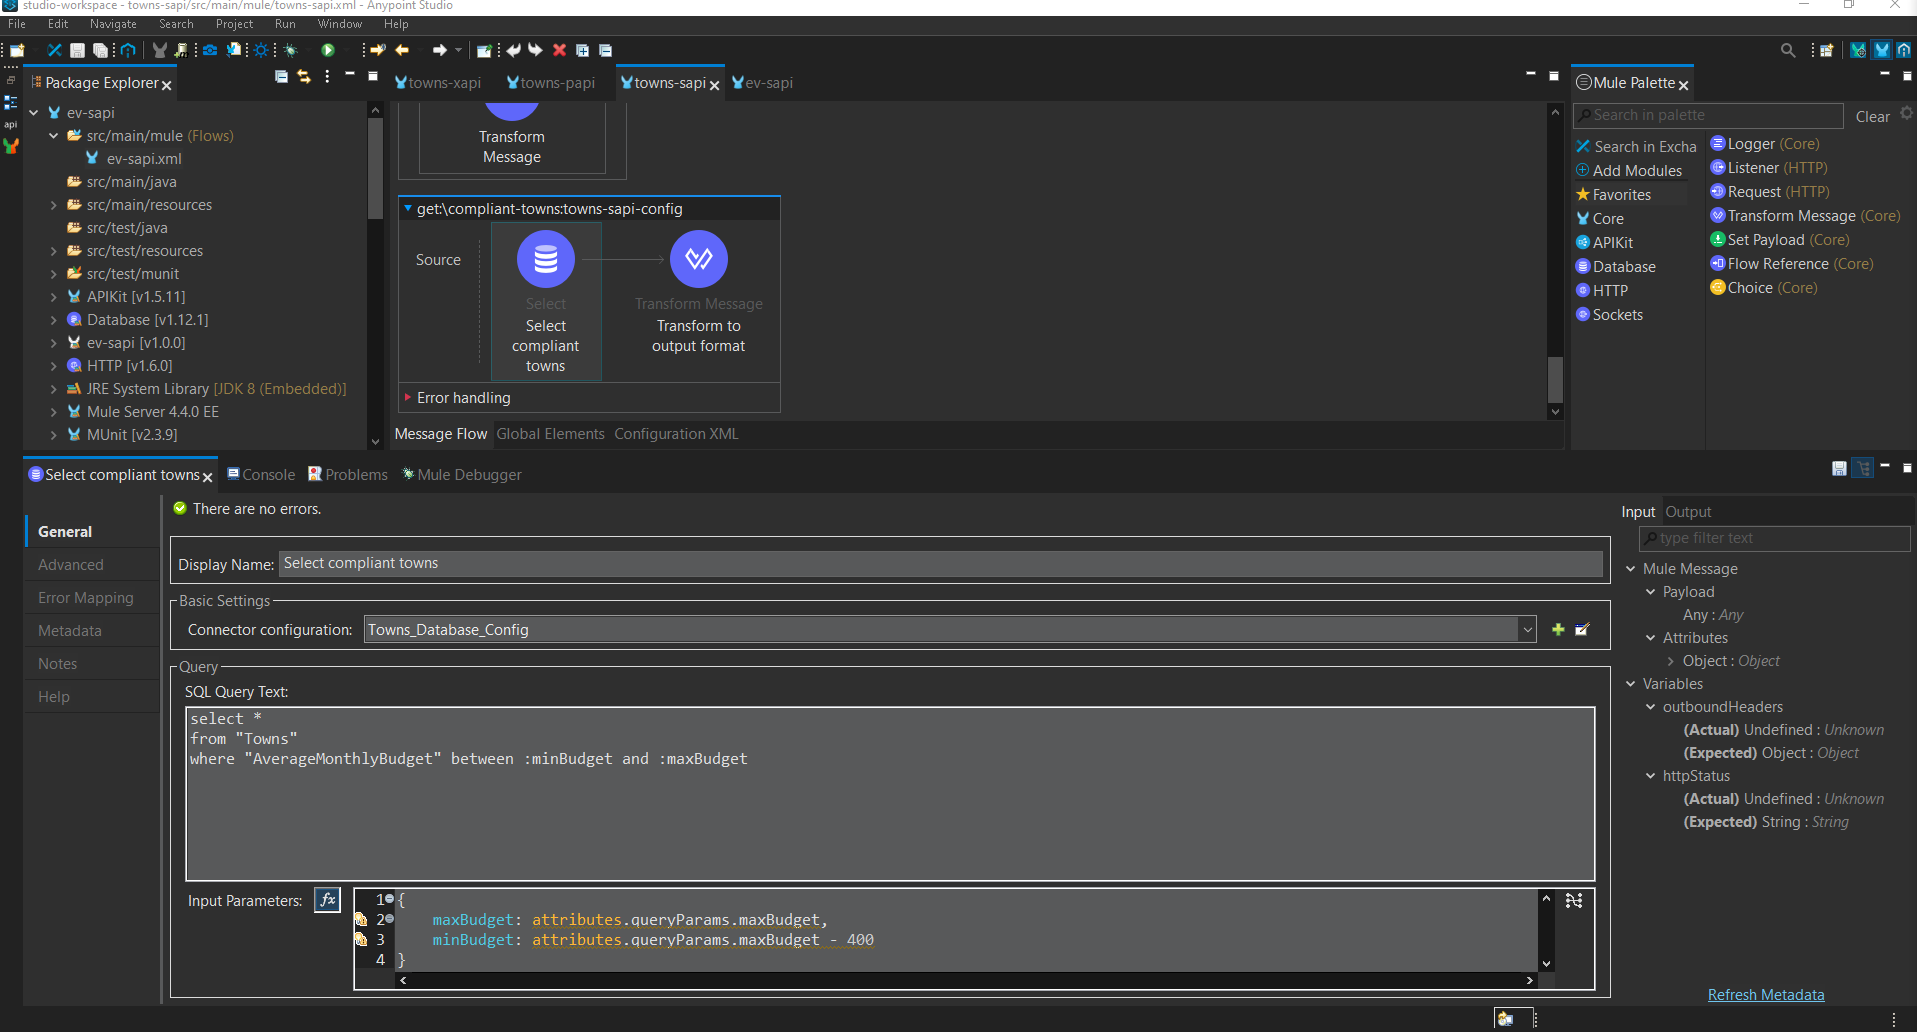 studio-workspace - towns-sapi/src/main/mule/towns-sapi.xml - Anypoint Studio
File Edit Navigate Search Project Run Window Help
Package Explorer
api
ev-sapi
src/main/mule (Flows)
ev-sapi.xml
src/main/java
src/main/resources
src/test/java
src/test/resources
src/test/munit
APIKit [v1.5.11]
Database [v1.12.1]
ev-sapi [v1.0.0]
HTTP [v1.6.0]
JRE System Library [JDK 8 (Embedded)]
Mule Server 4.4.0 EE
MUnit [v2.3.9]
towns-xapi towns-papi towns-sapi ev-sapi
Transform
Message
get:\compliant-towns:towns-sapi-config
Source
Select
Select
compliant
towns
Transform Message
Transform to
output format
Error handling
Message Flow Global Elements Configuration XML
Mule Palette
Search in palette
Clear
Search in Excha
Add Modules
Favorites
Core
APIKit
Database
HTTP
Sockets
Logger (Core)
Listener (HTTP)
Request (HTTP)
Transform Message (Core)
Set Payload (Core)
Flow Reference (Core)
Choice (Core)
Select compliant towns Console Problems Mule Debugger
General
Advanced
Error Mapping
Metadata
Notes
Help
There are no errors.
Display Name: Select compliant towns
Basic Settings
Connector configuration: Towns_Database_Config
Query
SQL Query Text:
select *
from "Towns"
where "AverageMonthlyBudget" between :minBudget and :maxBudget
Input Parameters: fx
1 {
2 maxBudget: attributes.queryParams.maxBudget,
3 minBudget: attributes.queryParams.maxBudget - 400
4 }
Input Output
type filter text
Mule Message
Payload
Any : Any
Attributes
Object : Object
Variables
outboundHeaders
(Actual) Undefined : Unknown
(Expected) Object : Object
httpStatus
(Actual) Undefined : Unknown
(Expected) String : String
Refresh Metadata